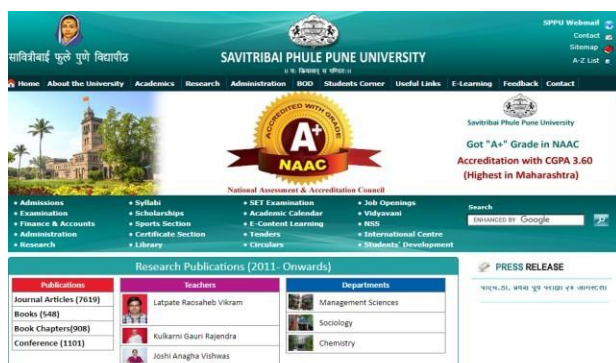 SPPU Webmail
Contact
Sitemap
A-Z List
सावित्रीबाई फुले पुणे विद्यापीठ
SAVITRIBAI PHULE PUNE UNIVERSITY
Home About the University Academics Research Administration BOD Students Corner Useful Links E-Learning Feedback Contact
ACCREDITED WITH GRADE
A+
NAAC
National Assessment & Accreditation Council
Savitribai Phule Pune University
Got "A+" Grade in NAAC
Accreditation with CGPA 3.60
(Highest in Maharashtra)
• Admissions • Syllabi • SET Examination • Job Openings
• Examination • Scholarships • Academic Calendar • Vidyavani
• Finance & Accounts • Sports Section • E-Content Learning • NSS
• Administration • Certificate Section • Tenders • International Centre
• Research • Library • Circulars • Students' Development
Search
ENHANCED BY Google
Research Publications (2011- Onwards)
Publications
Journal Articles (7619)
Books (548)
Book Chapters(908)
Conference (1101)
Teachers
Latpate Raosaheb Vikram
Kulkarni Gauri Rajendra
Joshi Anagha Vishwas
Departments
Management Sciences
Sociology
Chemistry
PRESS RELEASE